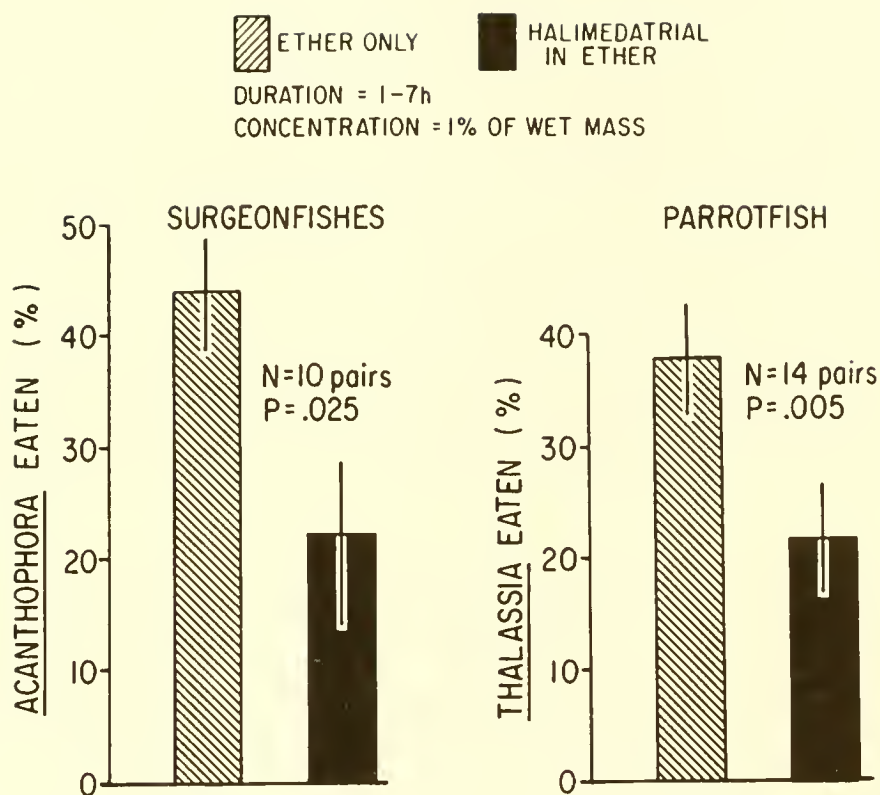 ETHER ONLY
HALIMEDATRIAL
IN ETHER
DURATION = 1-7h
CONCENTRATION = 1% OF WET MASS
SURGEONFISHES
ACANTHOPHORA EATEN (%)
50
40
30
20
10
0
N=10 pairs
P=.025
PARROTFISH
THALASSIA EATEN (%)
40
30
20
10
0
N=14 pairs
P=.005